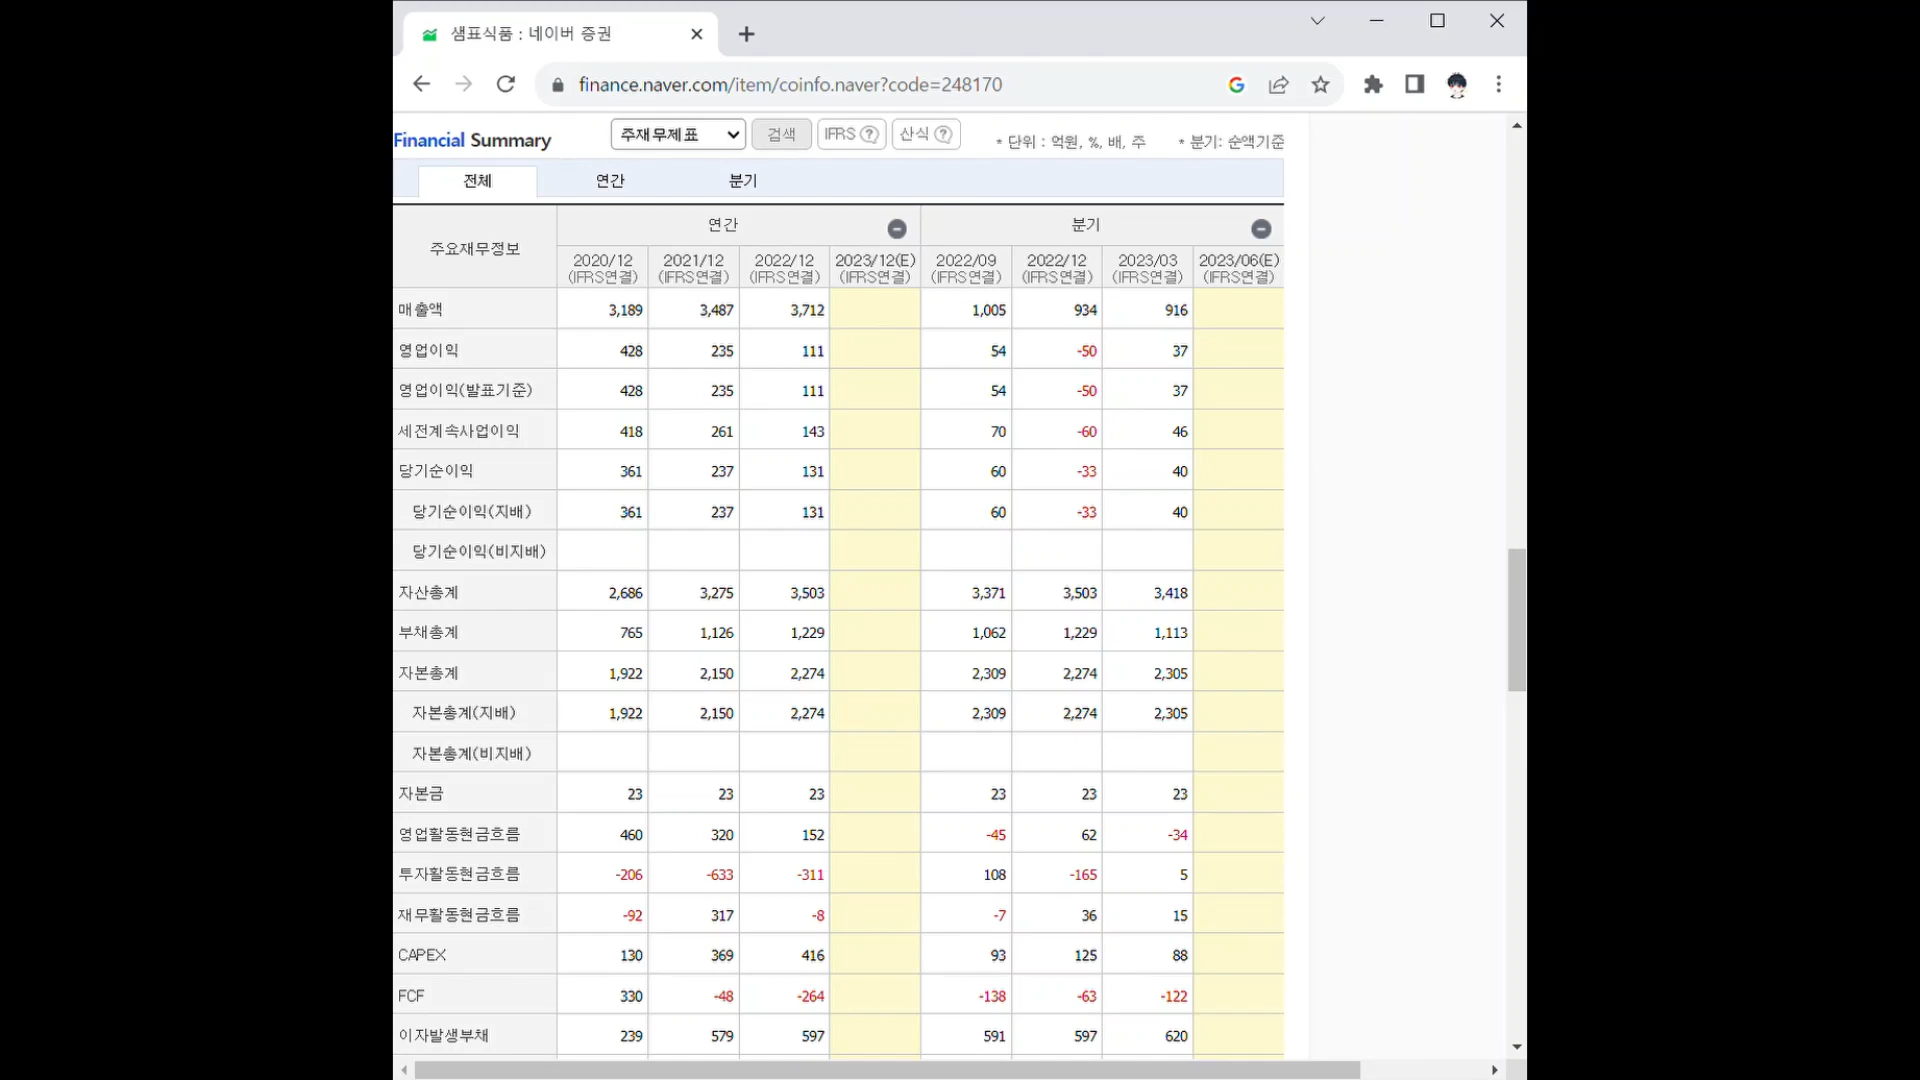 샘표식품 : 네이버 증권
finance.naver.com/item/coinfo.naver?code=248170
Financial Summary 주재무제표 검색 IFRS ? 산식 ? * 단위 : 억원, %, 배, 주 * 분기: 순액기준
전체 연간 분기
주요재무정보 연간 분기
2020/12 2021/12 2022/12 2023/12(E) 2022/09 2022/12 2023/03 2023/06(E)
(IFRS연결) (IFRS연결) (IFRS연결) (IFRS연결) (IFRS연결) (IFRS연결) (IFRS연결) (IFRS연결)
매출액 3,189 3,487 3,712 1,005 934 916
영업이익 428 235 111 54 -50 37
영업이익(발표기준) 428 235 111 54 -50 37
세전계속사업이익 418 261 143 70 -60 46
당기순이익 361 237 131 60 -33 40
당기순이익(지배) 361 237 131 60 -33 40
당기순이익(비지배)
자산총계 2,686 3,275 3,503 3,371 3,503 3,418
부채총계 765 1,126 1,229 1,062 1,229 1,113
자본총계 1,922 2,150 2,274 2,309 2,274 2,305
자본총계(지배) 1,922 2,150 2,274 2,309 2,274 2,305
자본총계(비지배)
자본금 23 23 23 23 23 23
영업활동현금흐름 460 320 152 -45 62 -34
투자활동현금흐름 -206 -633 -311 108 -165 5
재무활동현금흐름 -92 317 -8 -7 36 15
CAPEX 130 369 416 93 125 88
FCF 330 -48 -264 -138 -63 -122
이자발생부채 239 579 597 591 597 620